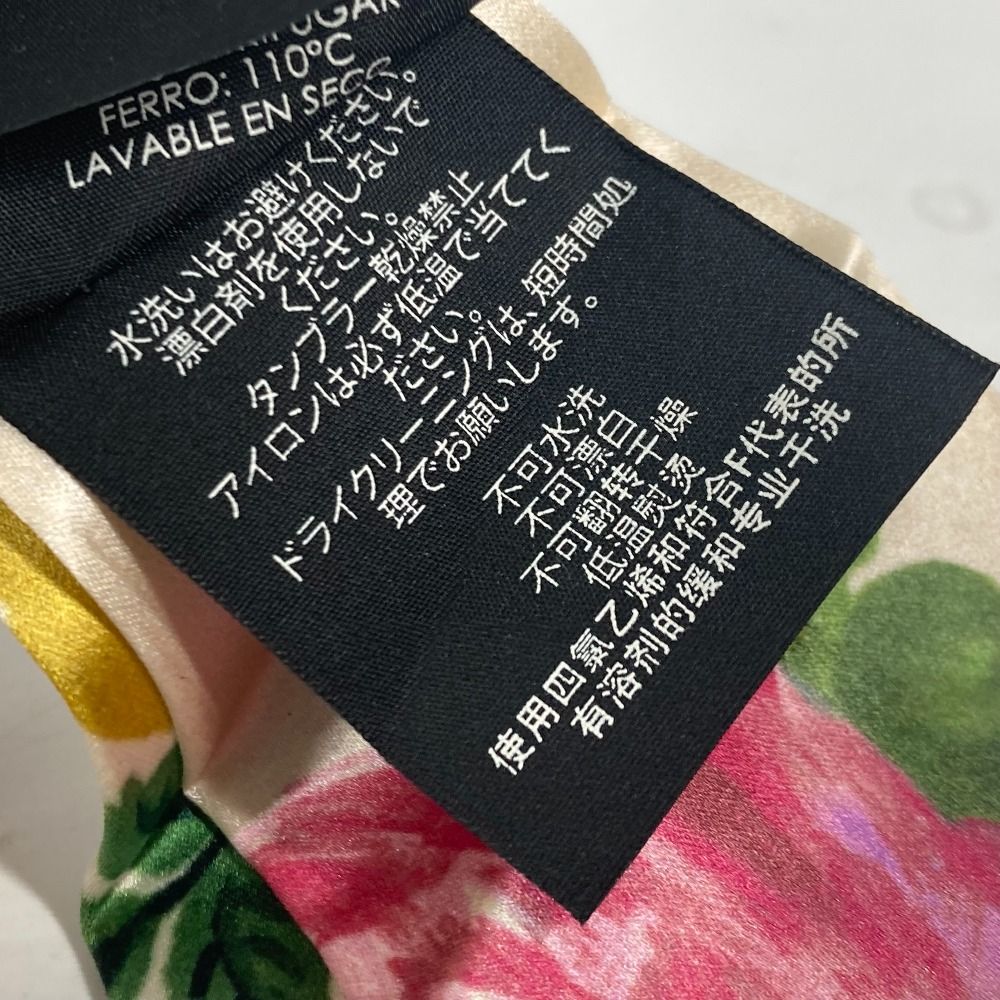 FERRO: 110°C
LAVABLE EN SECO
水洗いはお避けください。
漂白剤を使用しないで
ください。
タンブラー乾燥禁止
アイロンは必ず低温で当ててく
ださい。
ドライクリーニングは、短時間処
理でお願いします。
不可水洗
不可漂白
不可翻转干燥
低温熨烫
使用四氯乙烯和符合F代表的所
有溶剂的缓和专业干洗